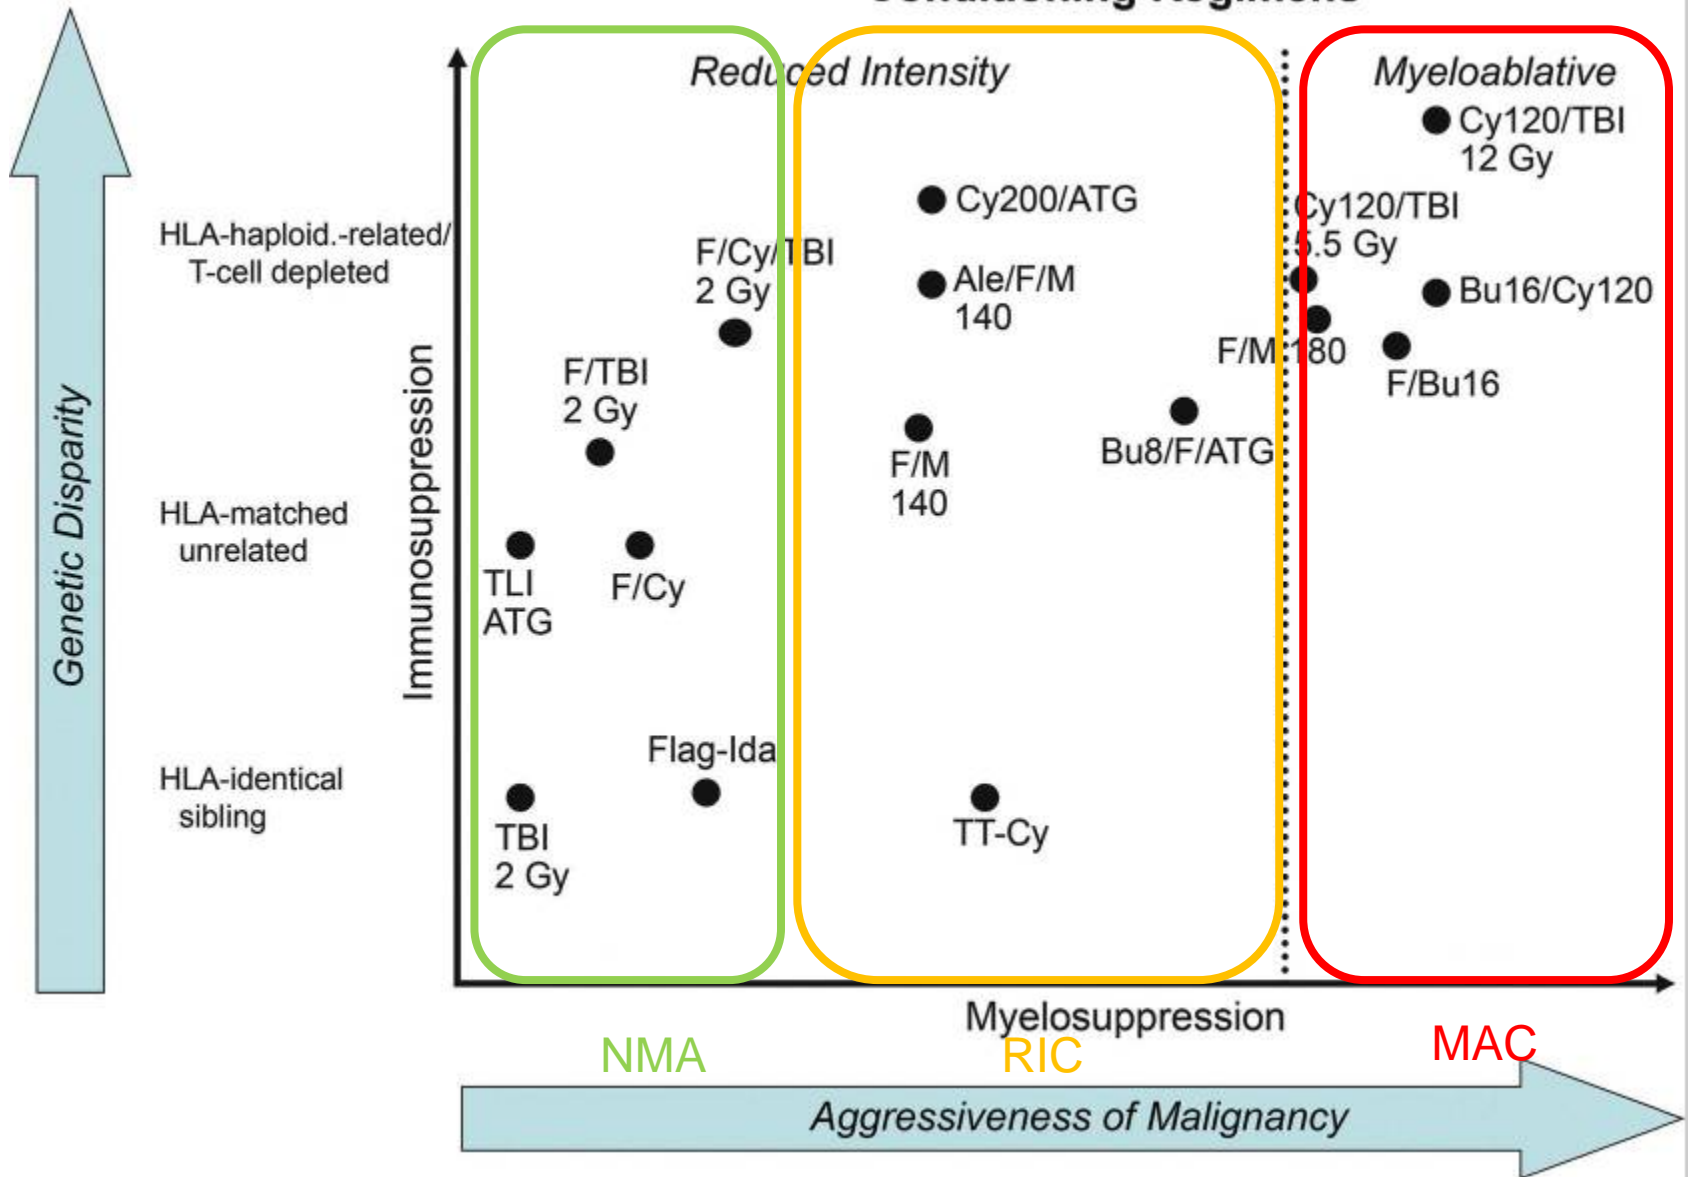 Conditioning Regimens
Reduced Intensity
Myeloablative
Cy120/TBI
12 Gy
Cy200/ATG
Cy120/TBI
5.5 Gy
HLA-haploid.-related/
T-cell depleted
F/Cy/TBI
2 Gy
Ale/F/M
140
Bu16/Cy120
F/M 180
F/Bu16
F/TBI
2 Gy
Bu8/F/ATG
F/M
140
HLA-matched
unrelated
TLI
ATG
F/Cy
Genetic Disparity
Immunosuppression
Flag-Ida
HLA-identical
sibling
TBI
2 Gy
TT-Cy
Myelosuppression
NMA
RIC
MAC
Aggressiveness of Malignancy